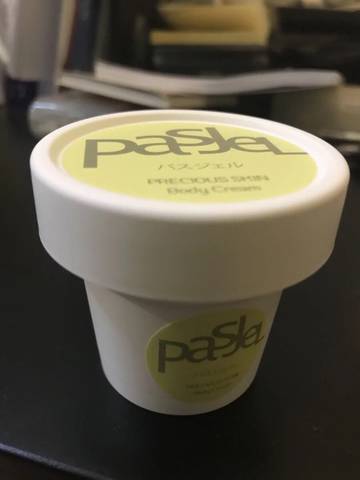 PasJeL
パスジェル
PRECIOUS SKIN
Body Cream
PasJeL